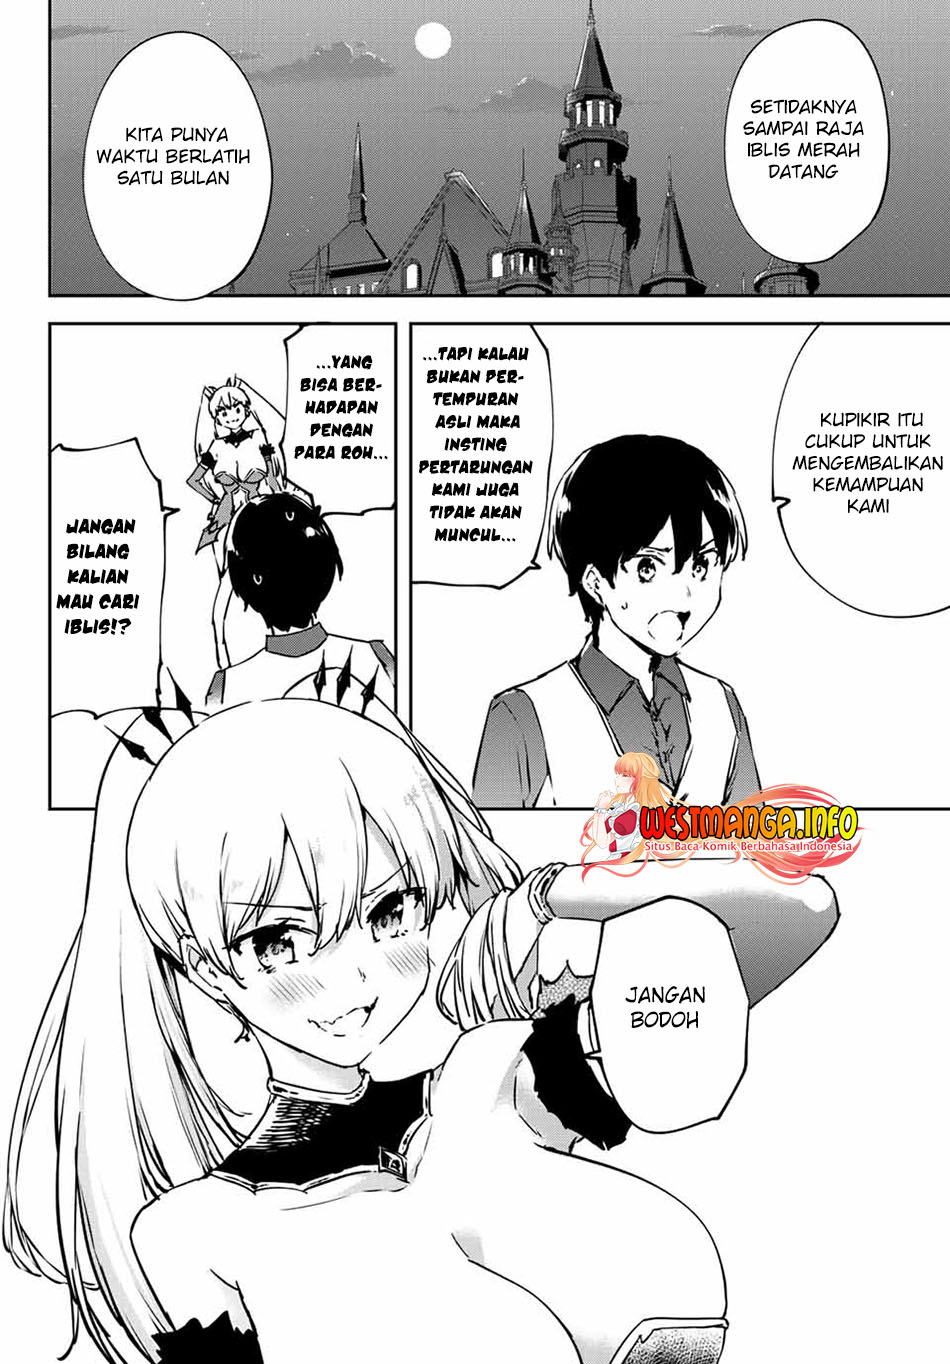 SETIDAKNYA
SAMPAI RAJA
IBLIS MERAH
DATANG
KITA PUNYA
WAKTU BERLATIH
SATU BULAN
KUPIKIR ITU
CUKUP UNTUK
MENGEMBALIKAN
KEMAMPUAN
KAMI
...TAPI KALAU
BUKAN PER-
TEMPURAN
ASLI MAKA
INSTING
PERTARUNGAN
KAMI JUGA
TIDAK AKAN
MUNCUL...
...YANG
BISA BER-
HADAPAN
DENGAN
PARA ROH...
JANGAN
BILANG
KALIAN
MAU CARI
IBLIS!?
WESTMANGA.INFO
Situs Baca Komik Berbahasa Indonesia
JANGAN
BODOH